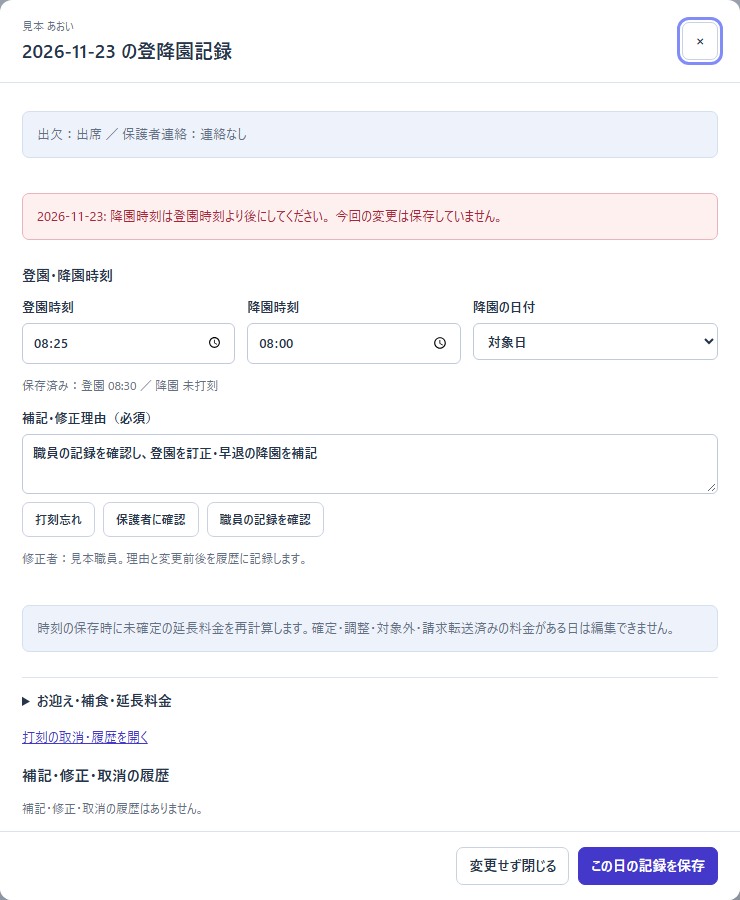 見本 あおい
2026-11-23 の登降園記録
×
出欠：出席 ／ 保護者連絡：連絡なし
2026-11-23: 降園時刻は登園時刻より後にしてください。 今回の変更は保存していません。
登園・降園時刻
登園時刻 降園時刻 降園の日付
08:25 08:00 対象日
保存済み：登園 08:30 ／ 降園 未打刻
補記・修正理由（必須）
職員の記録を確認し、登園を訂正・早退の降園を補記
打刻忘れ 保護者に確認 職員の記録を確認
修正者：見本職員。理由と変更前後を履歴に記録します。
時刻の保存時に未確定の延長料金を再計算します。確定・調整・対象外・請求転送済みの料金がある日は編集できません。
▶ お迎え・補食・延長料金
打刻の取消・履歴を開く
補記・修正・取消の履歴
補記・修正・取消の履歴はありません。
変更せず閉じる この日の記録を保存